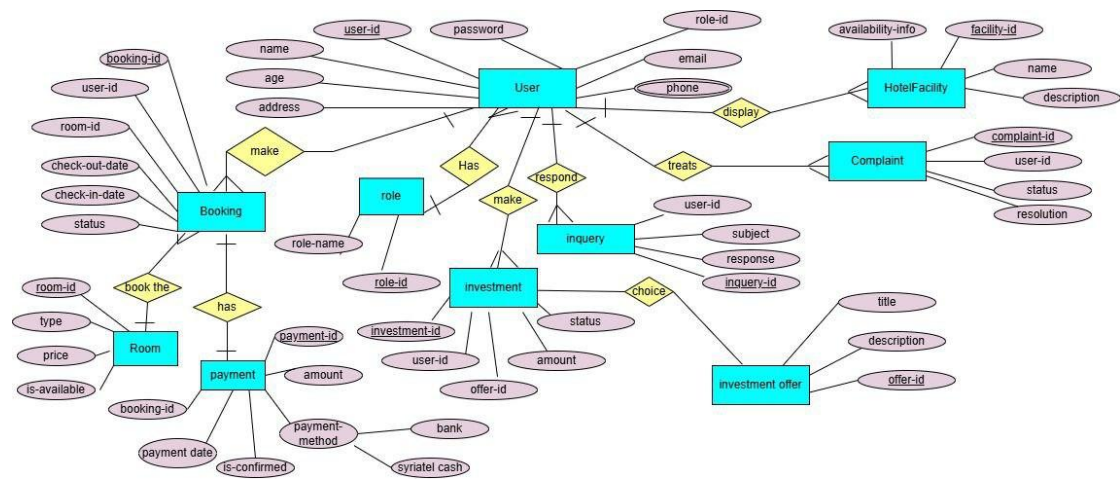 user-id
password
role-id
availability-info
facility-id
booking-id
name
email
name
user-id
age
User
phone
HotelFacility
address
description
display
room-id
make
complaint-id
Has
treats
Complaint
user-id
check-out-date
respond
status
check-in-date
role
make
resolution
Booking
user-id
status
subject
role-name
inquery
response
room-id
book the
role-id
inquery-id
has
investment
choice
title
type
investment-id
status
payment-id
description
Room
price
user-id
amount
is-available
payment
amount
investment offer
offer-id
offer-id
booking-id
payment-
method
bank
payment date
is-confirmed
syriatel cash